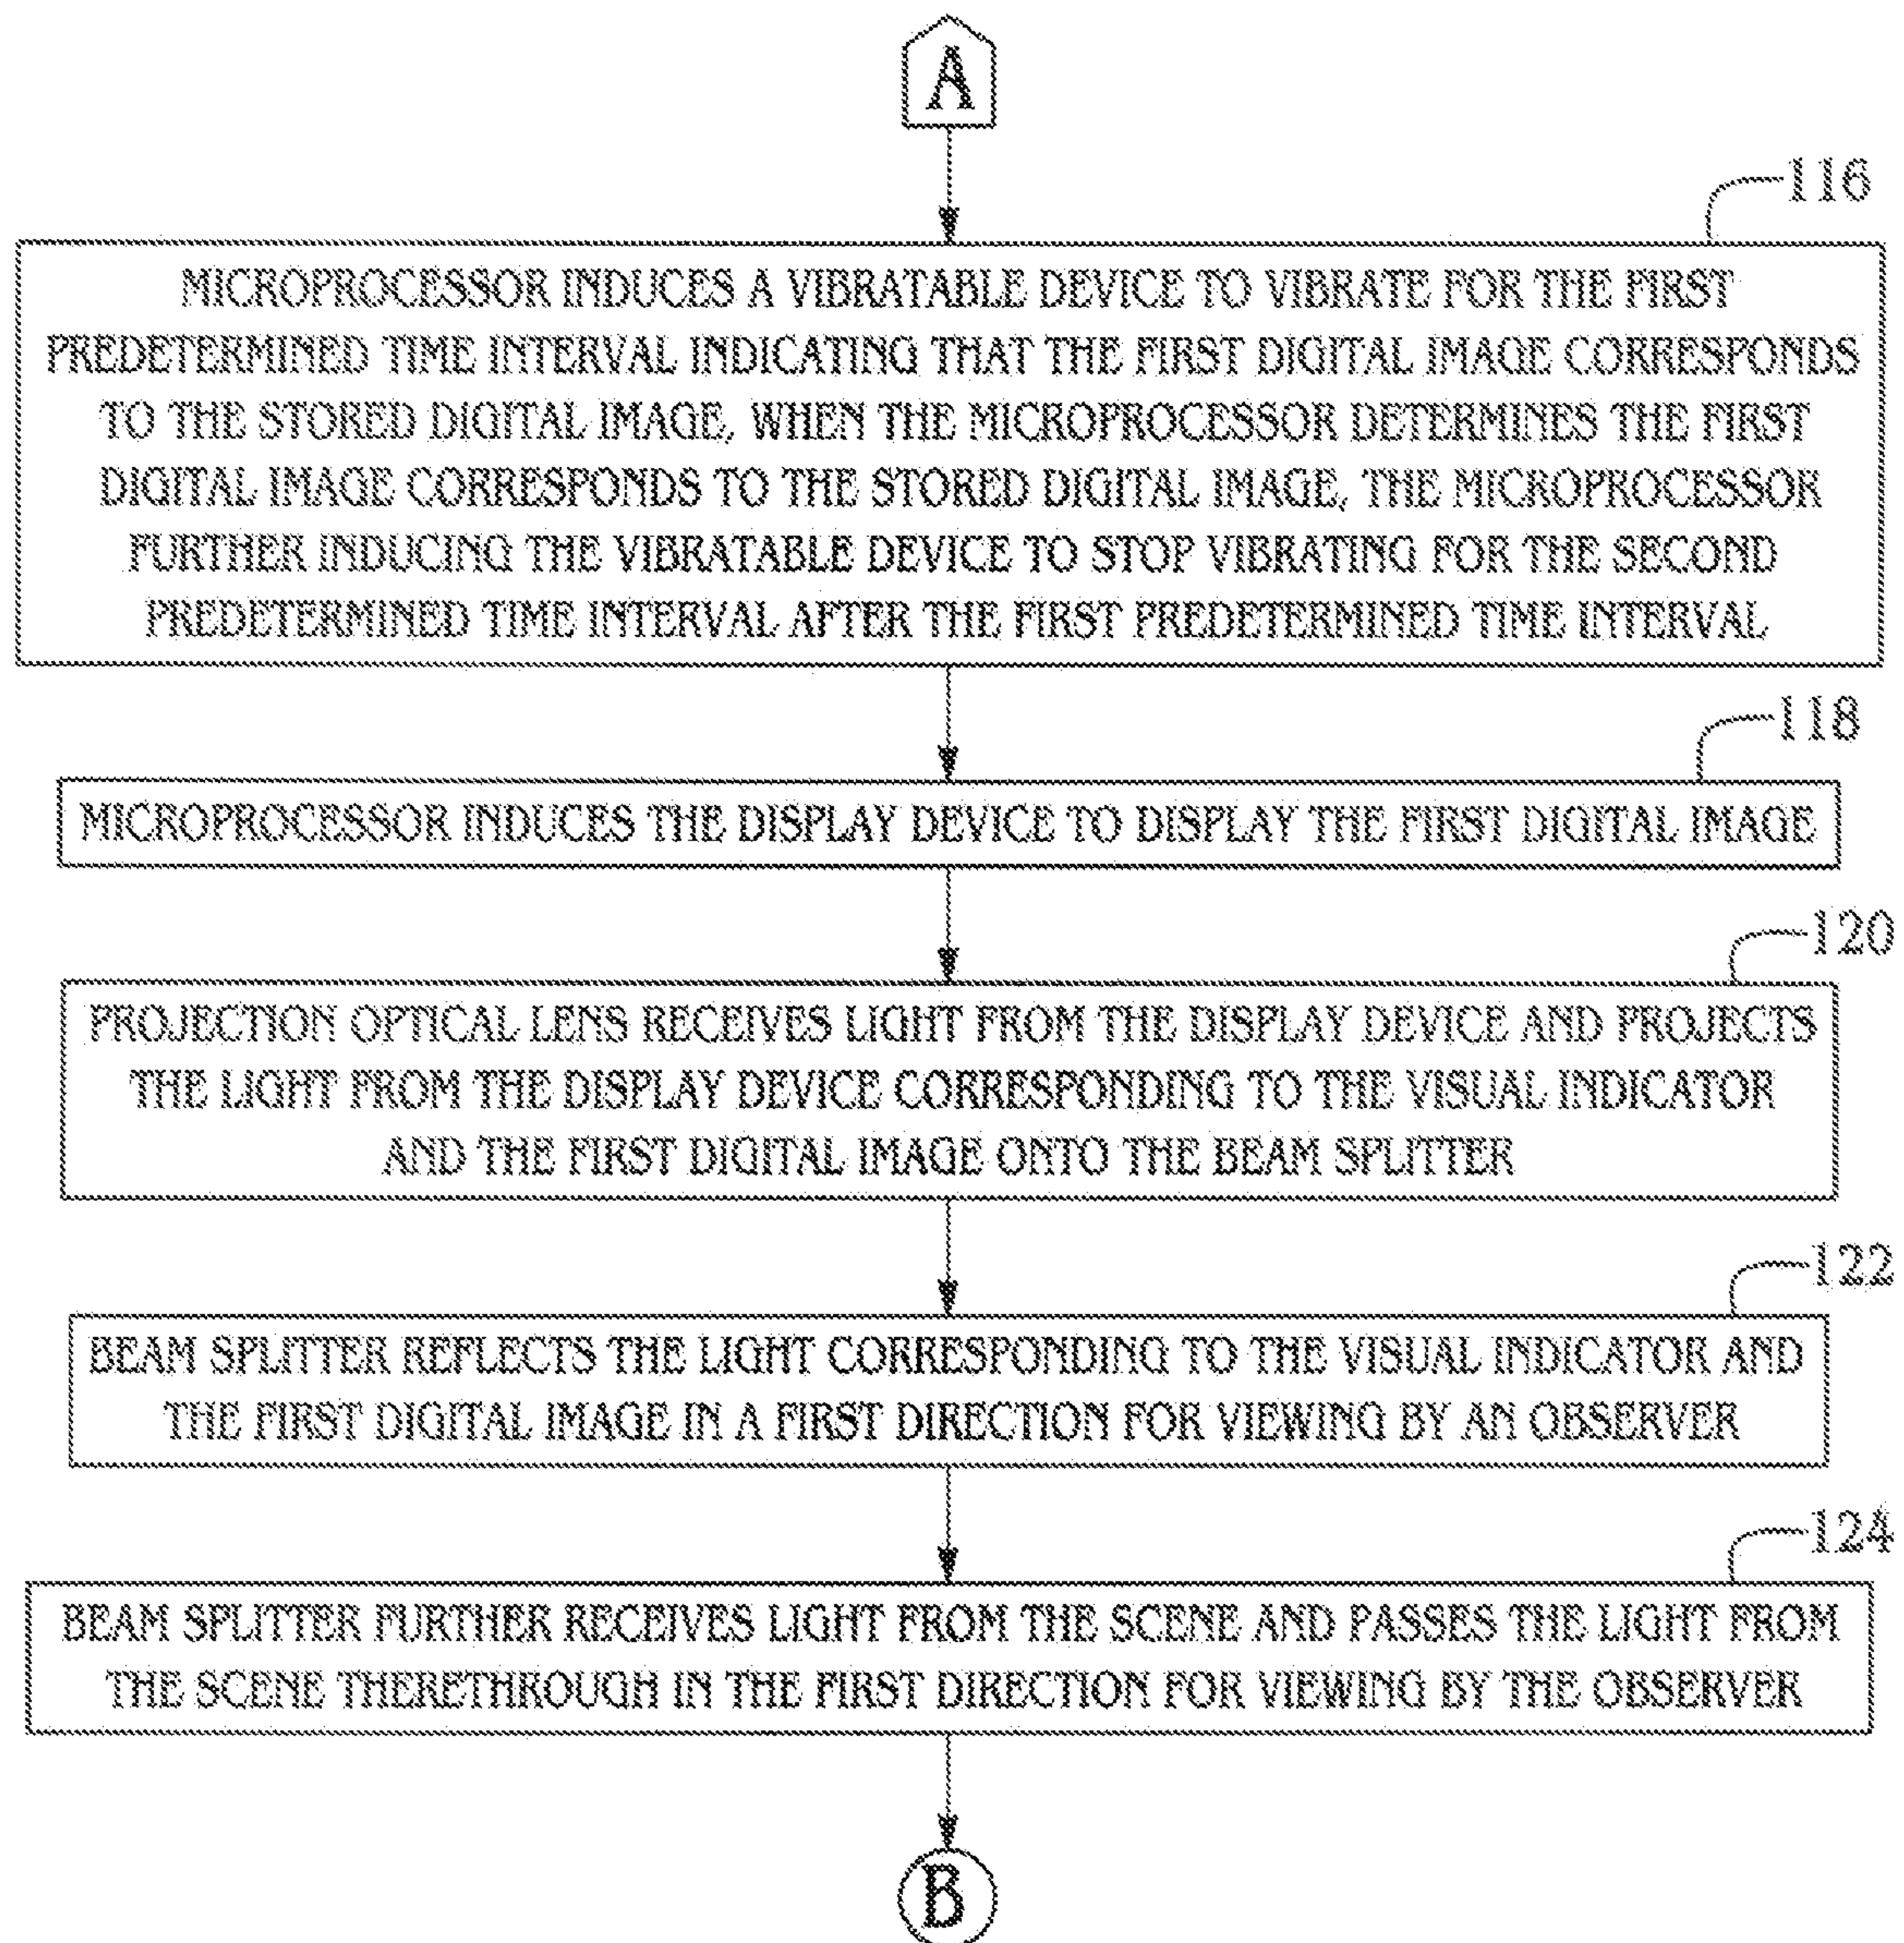 A
116
MICROPROCESSOR INDUCES A VIBRATABLE DEVICE TO VIBRATE FOR THE FIRST
PREDETERMINED TIME INTERVAL INDICATING THAT THE FIRST DIGITAL IMAGE CORRESPONDS
TO THE STORED DIGITAL IMAGE, WHEN THE MICROPROCESSOR DETERMINES THE FIRST
DIGITAL IMAGE CORRESPONDS TO THE STORED DIGITAL IMAGE, THE MICROPROCESSOR
FURTHER INDUCING THE VIBRATABLE DEVICE TO STOP VIBRATING FOR THE SECOND
PREDETERMINED TIME INTERVAL AFTER THE FIRST PREDETERMINED TIME INTERVAL
118
MICROPROCESSOR INDUCES THE DISPLAY DEVICE TO DISPLAY THE FIRST DIGITAL IMAGE
120
PROJECTION OPTICAL LENS RECEIVES LIGHT FROM THE DISPLAY DEVICE AND PROJECTS
THE LIGHT FROM THE DISPLAY DEVICE CORRESPONDING TO THE VISUAL INDICATOR
AND THE FIRST DIGITAL IMAGE ONTO THE BEAM SPLITTER
122
BEAM SPLITTER REFLECTS THE LIGHT CORRESPONDING TO THE VISUAL INDICATOR AND
THE FIRST DIGITAL IMAGE IN A FIRST DIRECTION FOR VIEWING BY AN OBSERVER
124
BEAM SPLITTER FURTHER RECEIVES LIGHT FROM THE SCENE AND PASSES THE LIGHT FROM
THE SCENE THERETHROUGH IN THE FIRST DIRECTION FOR VIEWING BY THE OBSERVER
B